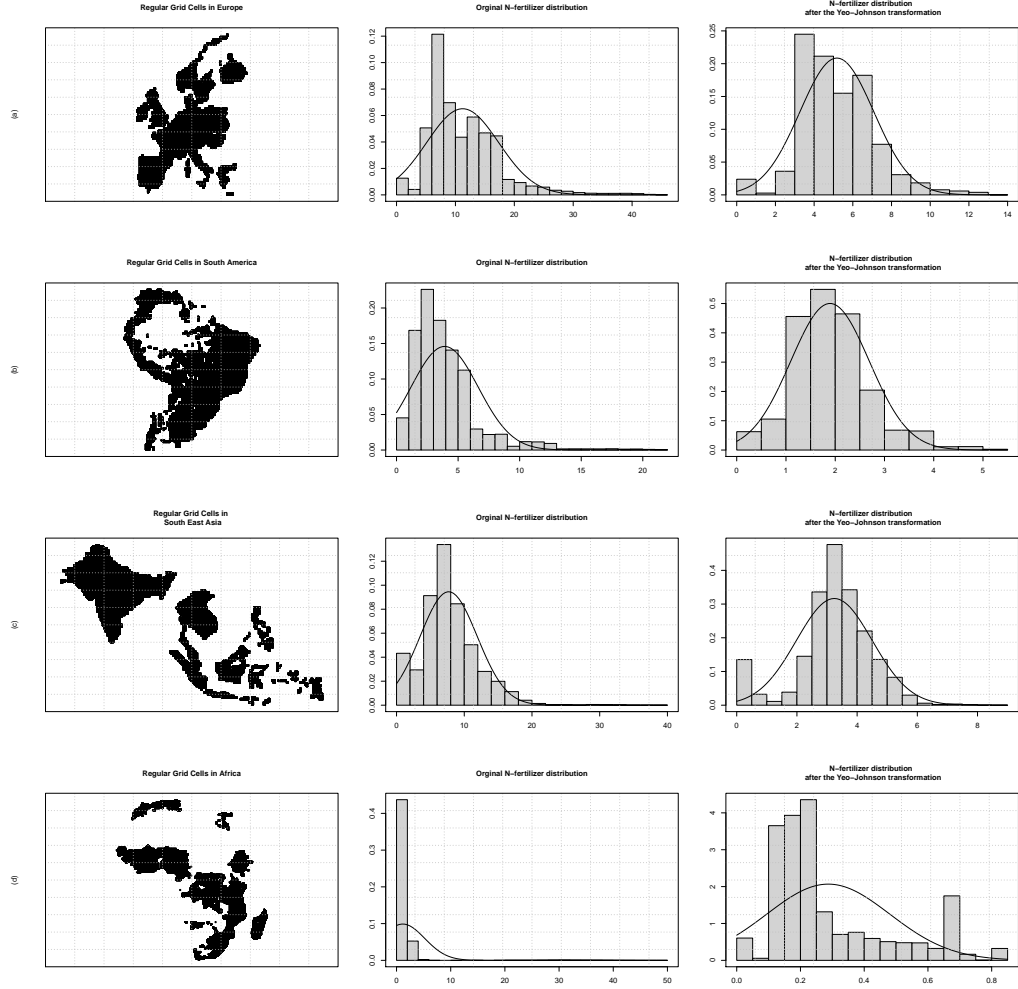 Regular Grid Cells in Europe
Orginal N−fertilizer distribution
N−fertilizer distribution
after the Yeo−Johnson transformation
(a)
0.00 0.02 0.04 0.06 0.08 0.10 0.12
0 10 20 30 40
0.00 0.05 0.10 0.15 0.20 0.25
0 2 4 6 8 10 12 14
Regular Grid Cells in South America
Orginal N−fertilizer distribution
N−fertilizer distribution
after the Yeo−Johnson transformation
(b)
0.00 0.05 0.10 0.15 0.20
0 5 10 15 20
0.0 0.1 0.2 0.3 0.4 0.5
0 1 2 3 4 5
Regular Grid Cells in
South East Asia
Orginal N−fertilizer distribution
N−fertilizer distribution
after the Yeo−Johnson transformation
(c)
0.00 0.02 0.04 0.06 0.08 0.10 0.12
0 10 20 30 40
0.0 0.1 0.2 0.3 0.4
0 2 4 6 8
Regular Grid Cells in Africa
Orginal N−fertilizer distribution
N−fertilizer distribution
after the Yeo−Johnson transformation
(d)
0.0 0.1 0.2 0.3 0.4
0 10 20 30 40 50
0 1 2 3 4
0.0 0.2 0.4 0.6 0.8